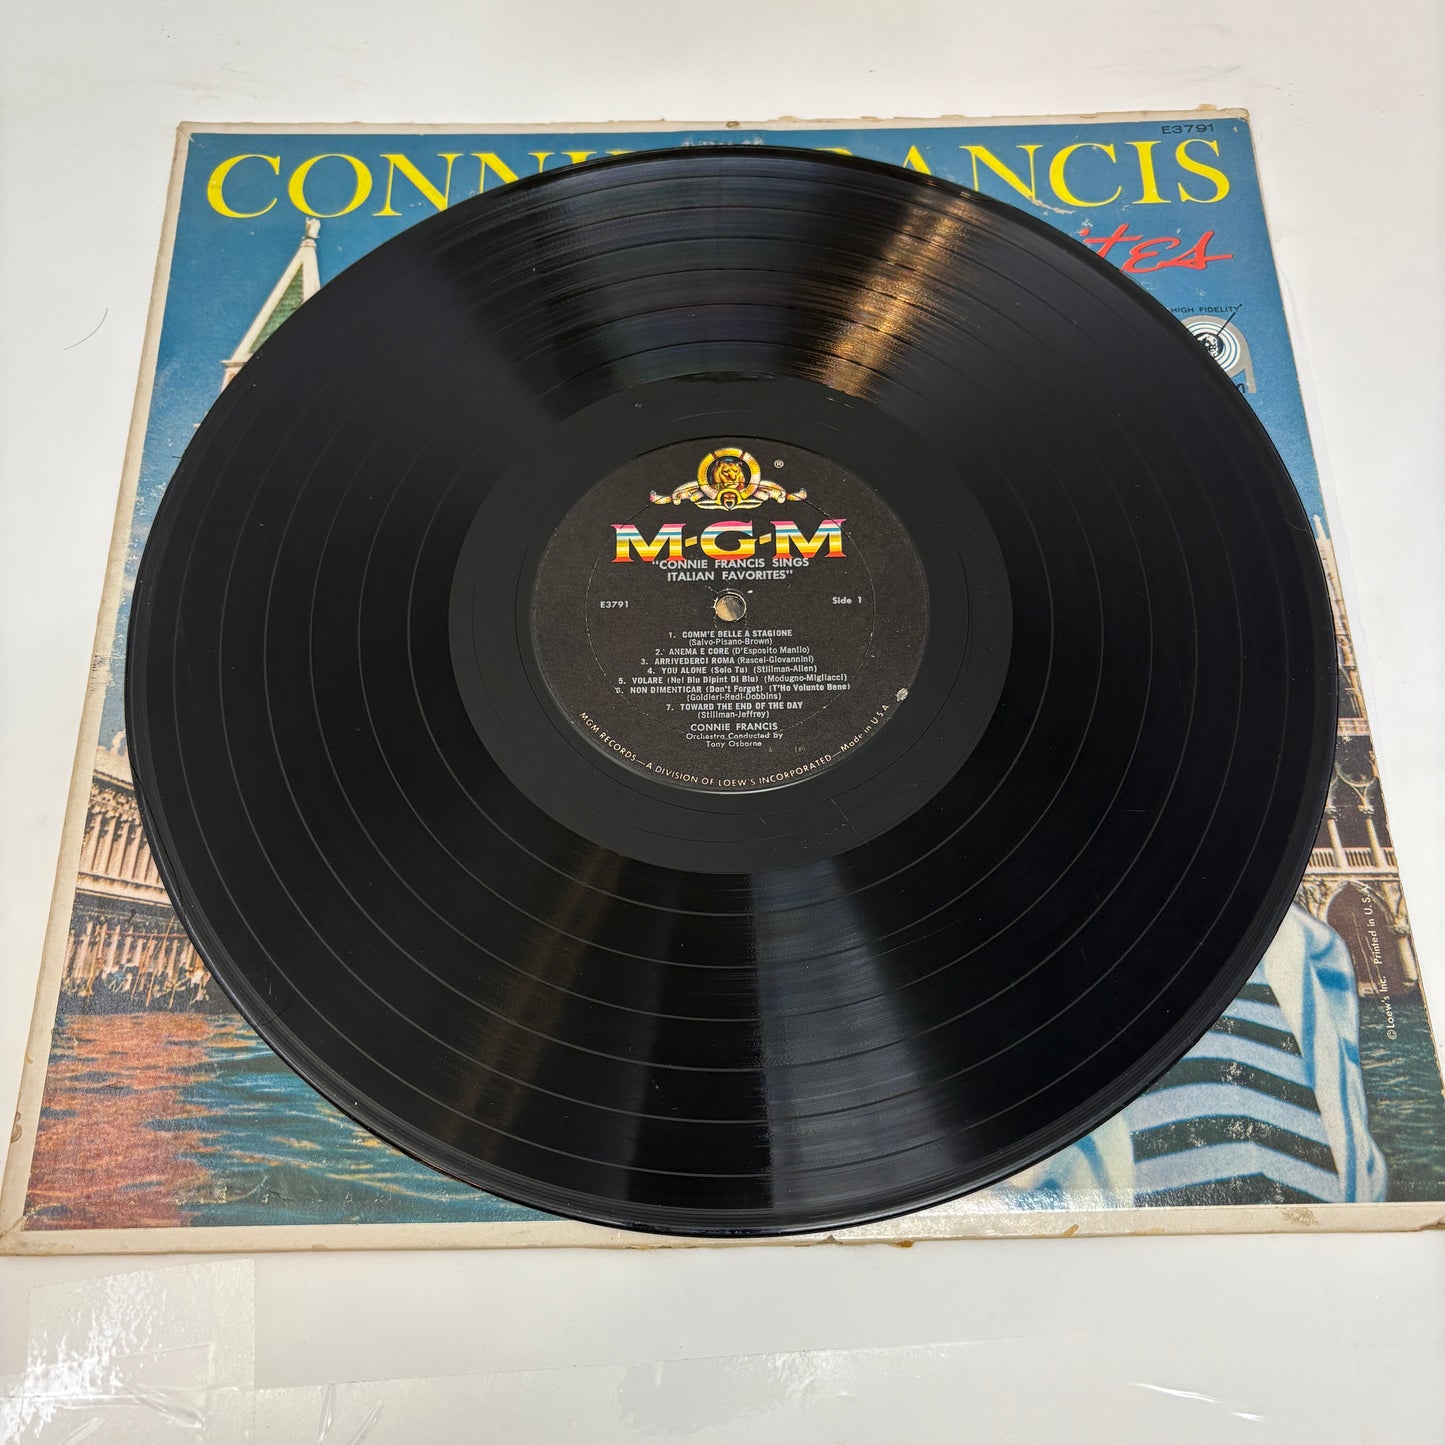 E3791
CONN ANCIS
ites
HIGH FIDELITY
®
M-G-M
"CONNIE FRANCIS SINGS
ITALIAN FAVORITES"
E3791 Side 1
1. COMM'E BELLE A STAGIONE
(Salvo-Pisano-Brown)
2. ANEMA E CORE (D'Esposito Manlio)
3. ARRIVEDERCI ROMA (Rascel-Giovannini)
4. YOU ALONE (Solo Tu) (Stillman-Allen)
5. VOLARE (Nel Blu Dipint Di Blu) (Modugno-Migliacci)
6. NON DIMENTICAR (Don't Forget) (T'Ho Volunte Bene)
(Goldieri-Redi-Dobbins)
7. TOWARD THE END OF THE DAY
(Stillman-Jeffrey)
CONNIE FRANCIS
Orchestra Conducted by
Tony Osborne
MGM RECORDS—A DIVISION OF LOEW'S INCORPORATED—Made in U S A
© Loew's Inc. Printed in U. S. A.